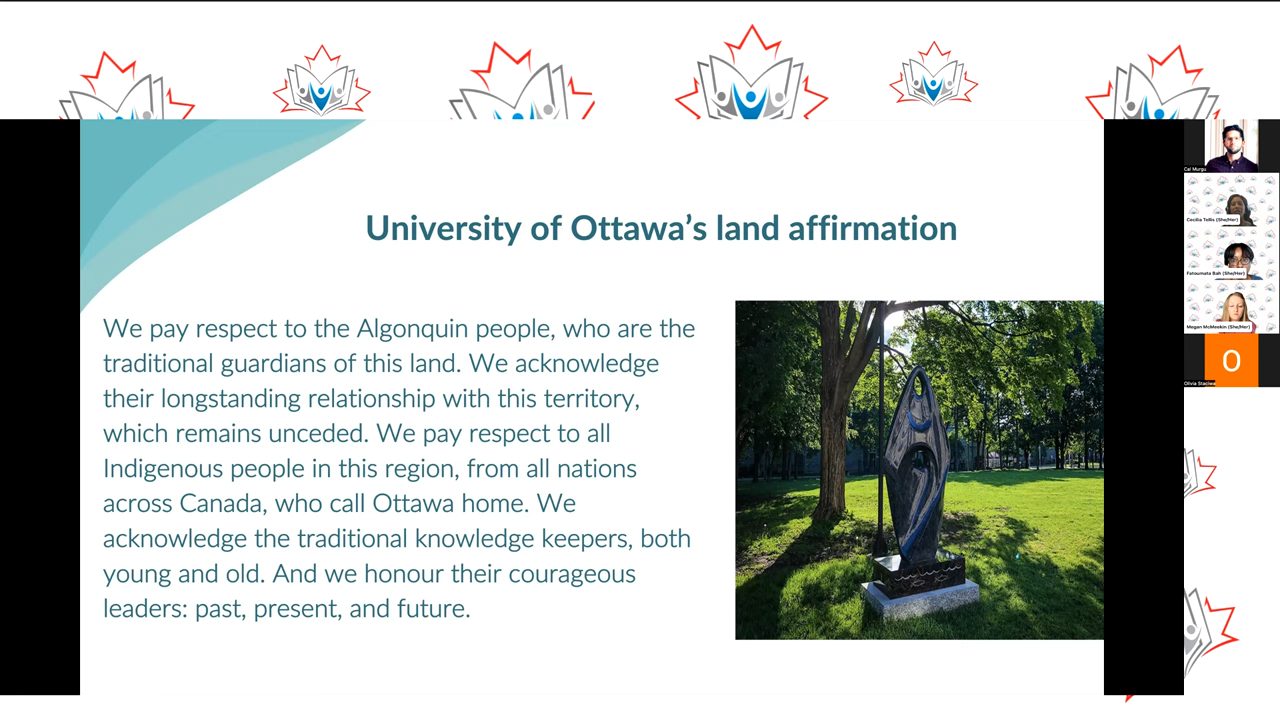 University of Ottawa’s land affirmation
We pay respect to the Algonquin people, who are the
traditional guardians of this land. We acknowledge
their longstanding relationship with this territory,
which remains unceded. We pay respect to all
Indigenous people in this region, from all nations
across Canada, who call Ottawa home. We
acknowledge the traditional knowledge keepers, both
young and old. And we honour their courageous
leaders: past, present, and future.
Cal Murgu
Cecilia Tellis (She/Her)
Fatoumata Bah (She/Her)
Megan McMeekin (She/Her)
O
Olivia Staciwa